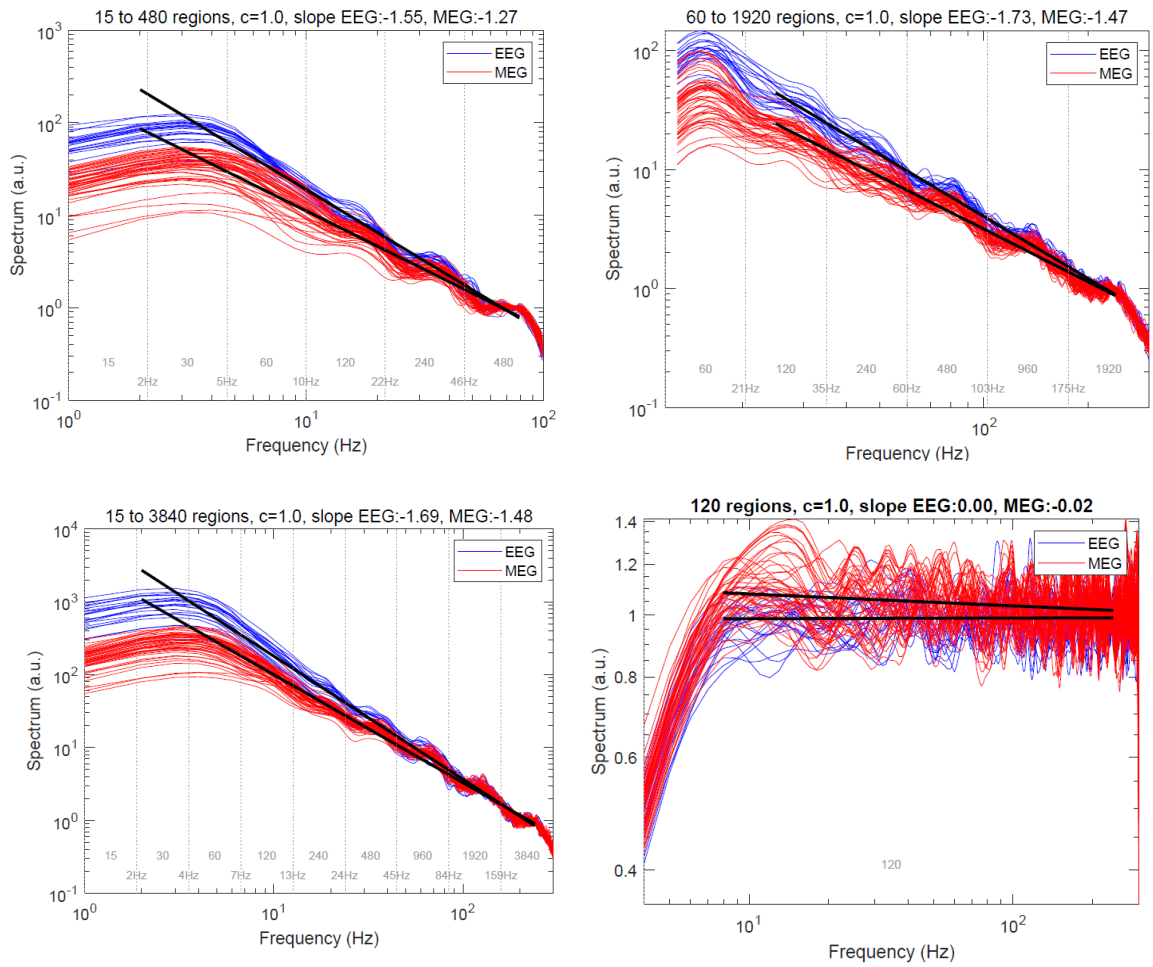 15 to 480 regions, c=1.0, slope EEG:-1.55, MEG:-1.27
10^3
EEG
MEG
10^2
Spectrum (a.u.)
10^1
10^0
15 30 60 120 240 480
2Hz 5Hz 10Hz 22Hz 46Hz
10^-1
10^0 10^1 10^2
Frequency (Hz)
60 to 1920 regions, c=1.0, slope EEG:-1.73, MEG:-1.47
EEG
MEG
10^2
Spectrum (a.u.)
10^1
10^0
60 120 240 480 960 1920
21Hz 35Hz 60Hz 103Hz 175Hz
10^-1
10^2
Frequency (Hz)
15 to 3840 regions, c=1.0, slope EEG:-1.69, MEG:-1.48
10^4
EEG
MEG
10^3
10^2
Spectrum (a.u.)
10^1
10^0
15 30 60 120 240 480 960 1920 3840
2Hz 4Hz 7Hz 13Hz 24Hz 45Hz 84Hz 159Hz
10^-1
10^0 10^1 10^2
Frequency (Hz)
120 regions, c=1.0, slope EEG:0.00, MEG:-0.02
1.4
EEG
MEG
1.2
1
Spectrum (a.u.)
0.8
0.6
120
0.4
10^1 10^2
Frequency (Hz)